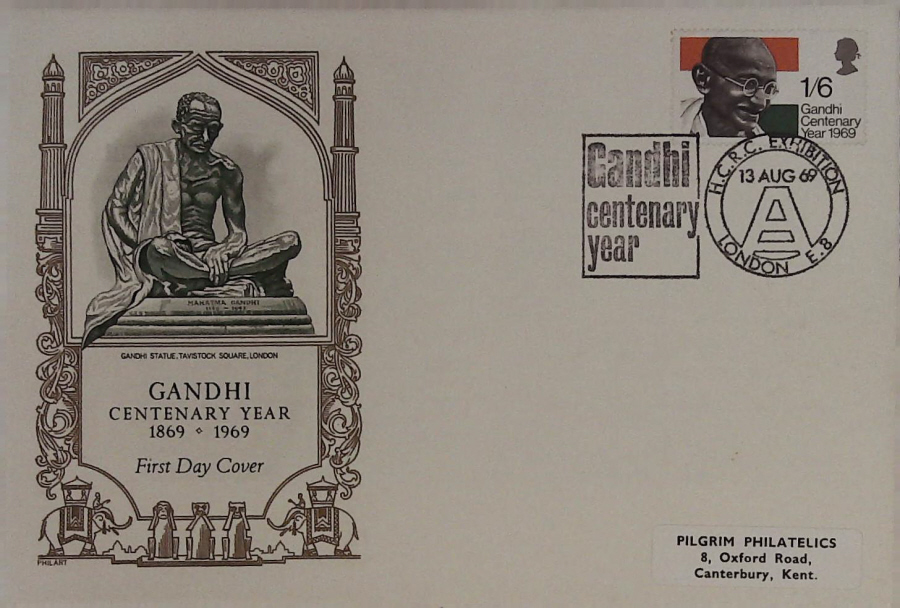 MAHATMA GANDHI
GANDHI STATUE, TAVISTOCK SQUARE, LONDON
GANDHI
CENTENARY YEAR
1869 ⋄ 1969
First Day Cover
PHILART
1/6
Gandhi
Centenary
Year 1969
Gandhi
centenary
year
H.C.R.C. EXHIBITION
13 AUG 69
A
LONDON E.8
PILGRIM PHILATELICS
8, Oxford Road,
Canterbury, Kent.